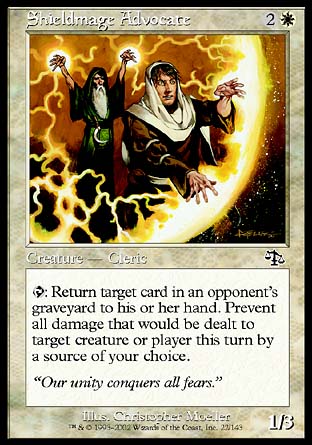 Shieldmage Advocate 2
Creature — Cleric
: Return target card in an opponent's
graveyard to his or her hand. Prevent
all damage that would be dealt to
target creature or player this turn by
a source of your choice.
“Our unity conquers all fears.”
1/3
Illus. Christopher Moeller
™ & © 1993–2002 Wizards of the Coast, Inc. 22/143